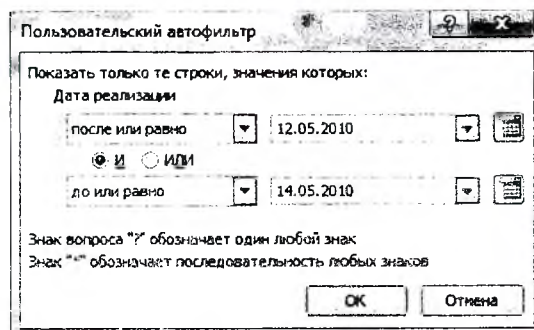 Пользовательский автофильтр
Показать только те строки, значения которых:
Дата реализации
после или равно 12.05.2010
И ИЛИ
до или равно 14.05.2010
Знак вопроса "?" обозначает один любой знак
Знак "*" обозначает последовательность любых знаков
ОК Отмена